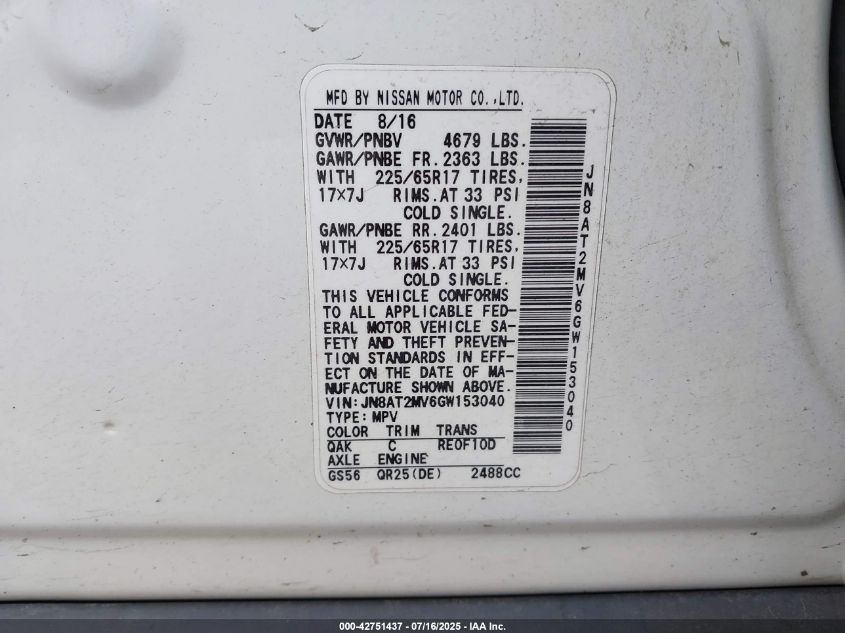 MFD BY NISSAN MOTOR CO.,LTD.
DATE 8/16
GVWR/PNBV 4679 LBS.
GAWR/PNBE FR.2363 LBS.
WITH 225/65R17 TIRES.
17×7J RIMS.AT 33 PSI
COLD SINGLE.
GAWR/PNBE RR.2401 LBS.
WITH 225/65R17 TIRES.
17×7J RIMS.AT 33 PSI
COLD SINGLE.
THIS VEHICLE CONFORMS
TO ALL APPLICABLE FED-
ERAL MOTOR VEHICLE SA-
FETY AND THEFT PREVEN-
TION STANDARDS IN EFF-
ECT ON THE DATE OF MA-
NUFACTURE SHOWN ABOVE.
VIN:JN8AT2MV6GW153040
TYPE:MPV
COLOR TRIM TRANS
QAK C RE0F10D
AXLE ENGINE
GS56 QR25(DE) 2488CC
JN8AT2MV6GW153040
000-42751437 - 07/16/2025 - IAA Inc.